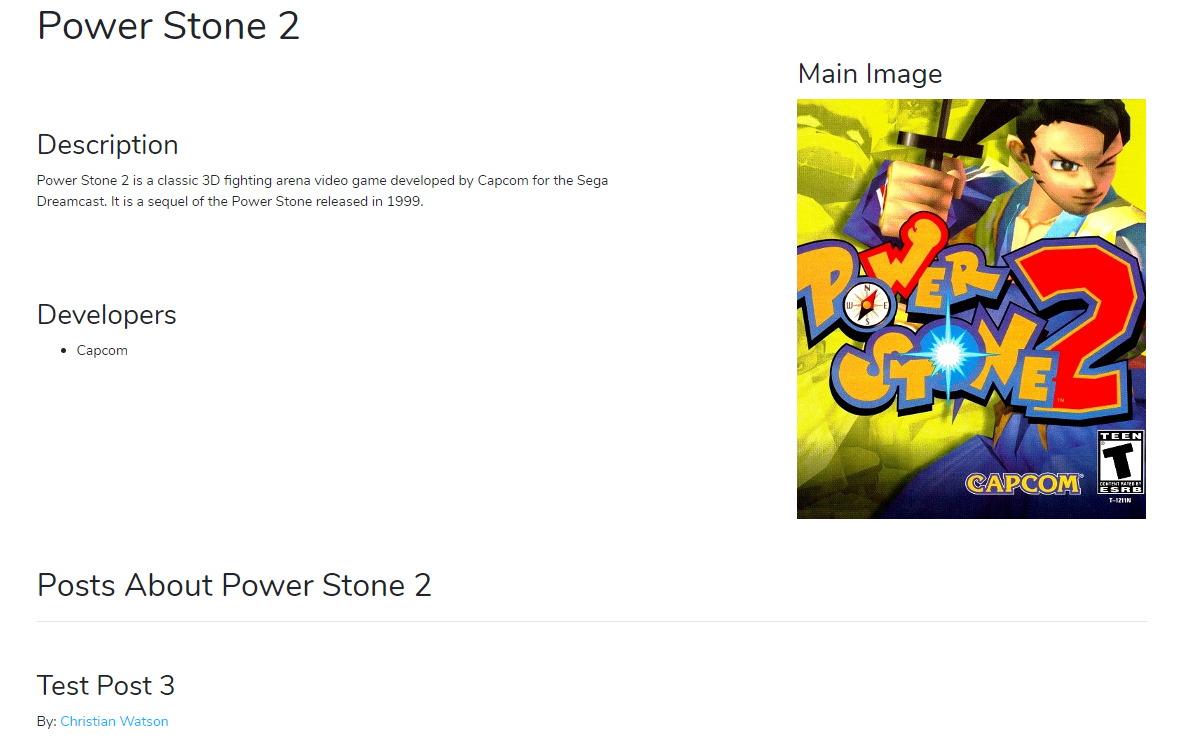 Power Stone 2
Main Image
Description
Power Stone 2 is a classic 3D fighting arena video game developed by Capcom for the Sega
Dreamcast. It is a sequel of the Power Stone released in 1999.
Developers
Capcom
N
W E
S
POWER
STONE 2
TM
TEEN
T
CONTENT RATED BY
ESRB
CAPCOM
T-1211N
Posts About Power Stone 2
Test Post 3
By: Christian Watson